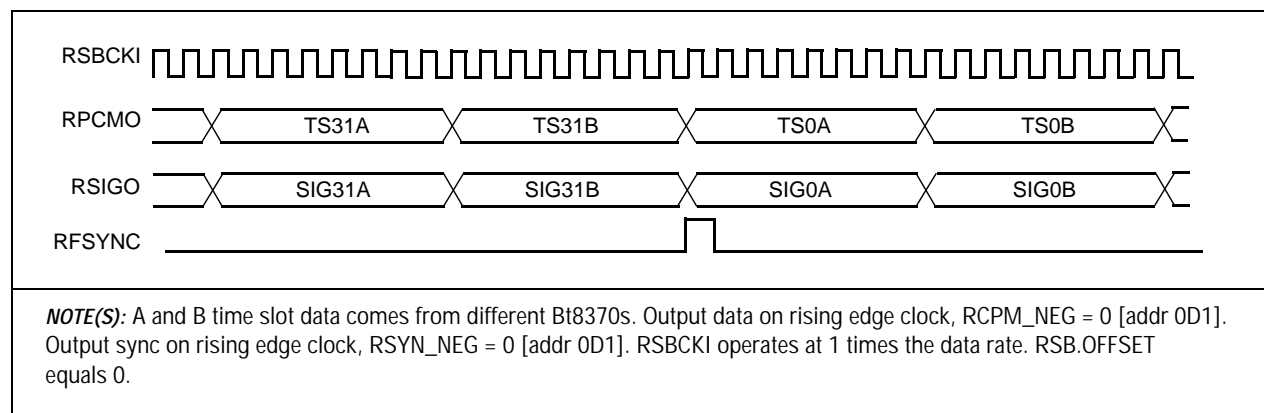 RSBCKI
RPCMO TS31A TS31B TS0A TS0B
RSIGO SIG31A SIG31B SIG0A SIG0B
RFSYNC
NOTE(S): A and B time slot data comes from different Bt8370s. Output data on rising edge clock, RCPM_NEG = 0 [addr 0D1].
Output sync on rising edge clock, RSYN_NEG = 0 [addr 0D1]. RSBCKI operates at 1 times the data rate. RSB.OFFSET
equals 0.